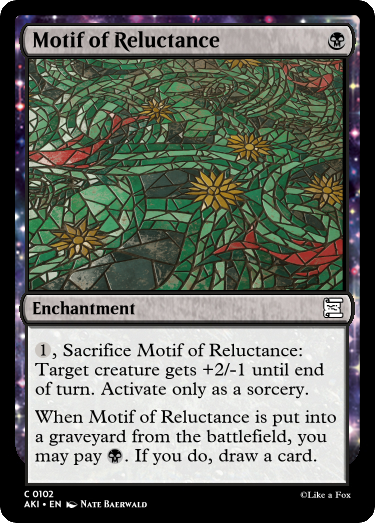 Motif of Reluctance
Enchantment
1, Sacrifice Motif of Reluctance:
Target creature gets +2/-1 until end
of turn. Activate only as a sorcery.
When Motif of Reluctance is put into
a graveyard from the battlefield, you
may pay . If you do, draw a card.
C 0102
AKI • EN Nate Baerwald
©Like a Fox